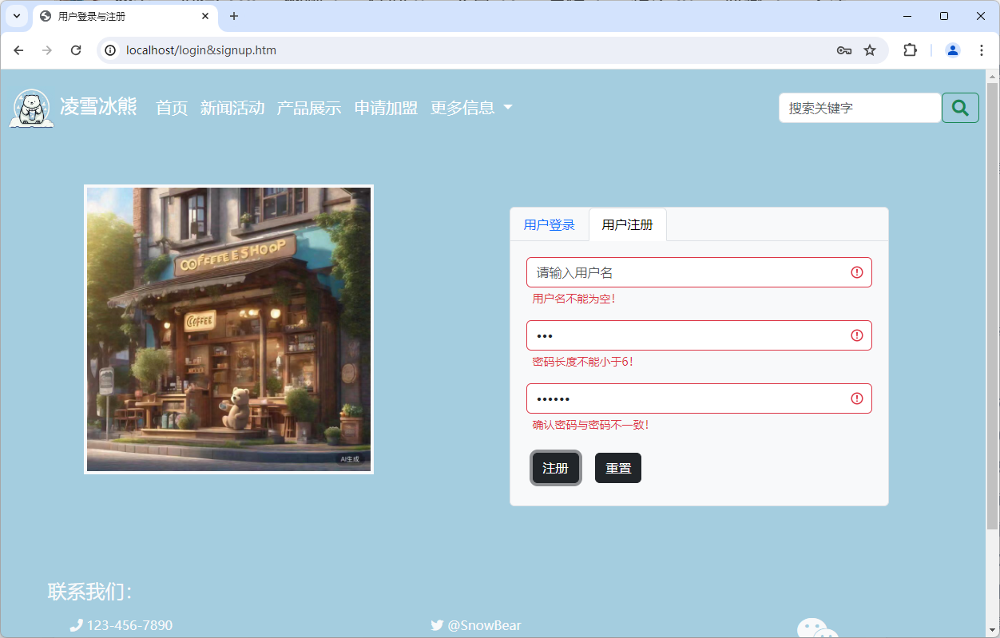 用户登录与注册
localhost/login&signup.htm
凌雪冰熊
首页 新闻活动 产品展示 申请加盟 更多信息
搜索关键字
COFFFEE ESHOOP
COFFEE
AI生成
用户登录 用户注册
请输入用户名
用户名不能为空!
•••
密码长度不能小于6!
••••••
确认密码与密码不一致!
注册 重置
联系我们:
123-456-7890 @SnowBear